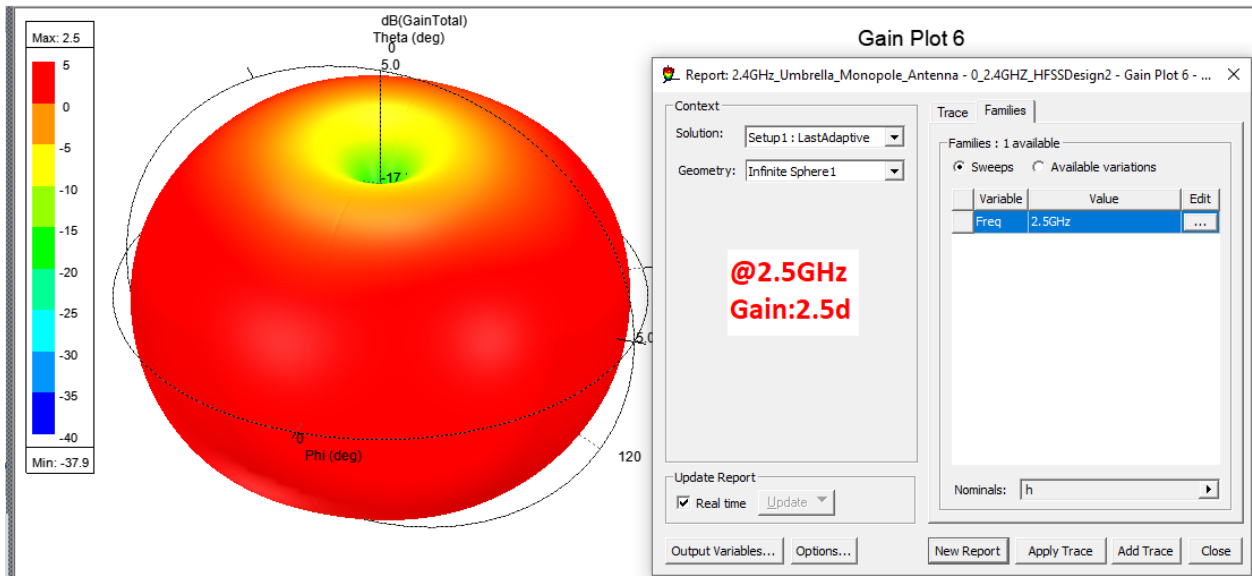 dB(GainTotal)
Theta (deg)
0
5.0
-17
Max: 2.5
5
0
-5
-10
-15
-20
-25
-30
-35
-40
Min: -37.9
0
Phi (deg)
120
5.0
Gain Plot 6
Report: 2.4GHz_Umbrella_Monopole_Antenna - 0_2.4GHZ_HFSSDesign2 - Gain Plot 6 - ...
Context
Solution: Setup1 : LastAdaptive
Geometry: Infinite Sphere1
@2.5GHz
Gain:2.5d
Update Report
Real time Update
Output Variables... Options...
Trace Families
Families : 1 available
Sweeps Available variations
Variable Value Edit
Freq 2.5GHz ...
Nominals: h
New Report Apply Trace Add Trace Close